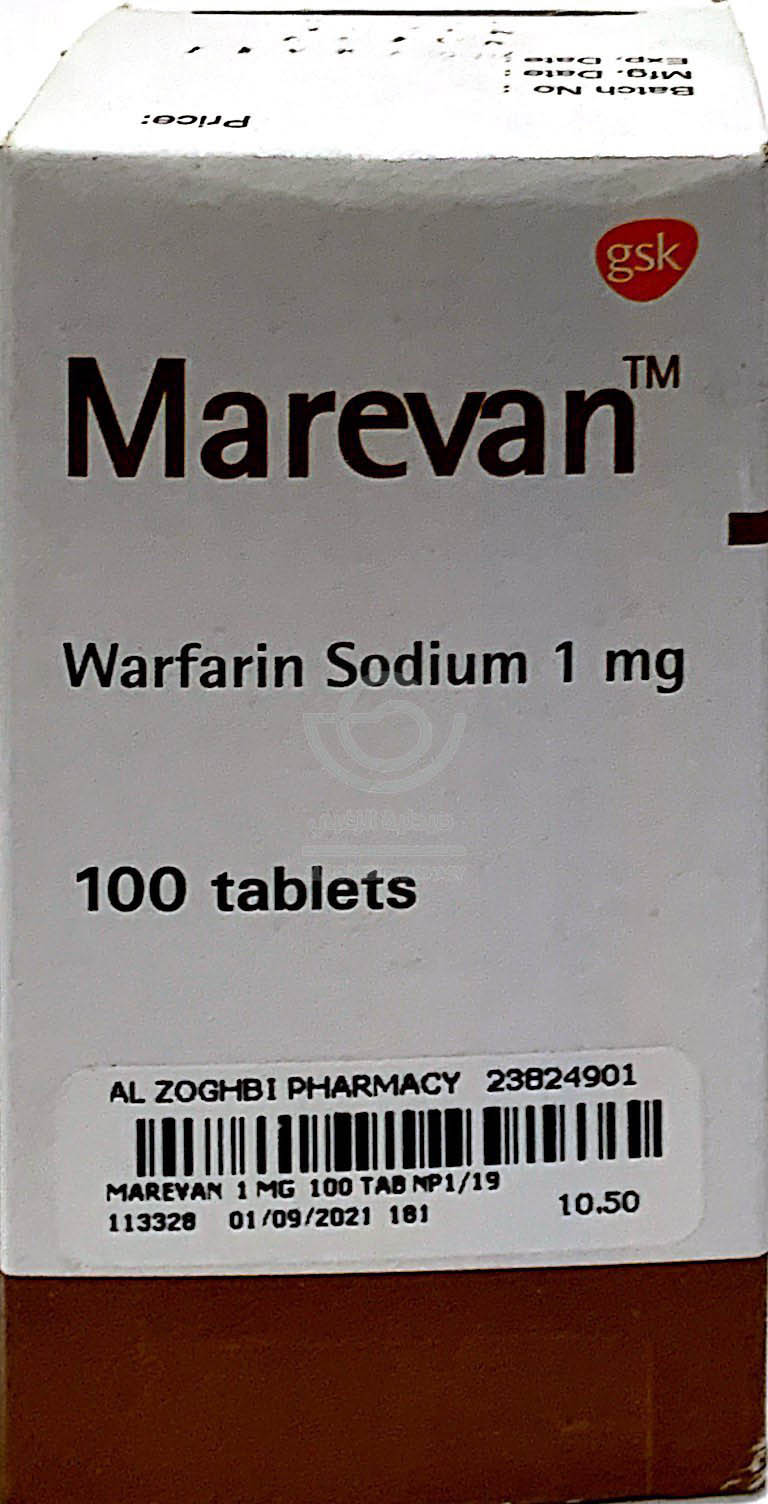 Batch No :
Mfg. Date :
Exp. Date :
Price:
gsk
Marevan™
Warfarin Sodium 1 mg
100 tablets
AL ZOGHBI PHARMACY 23824901
MAREVAN 1 MG 100 TAB NP1/19
113328 01/09/2021 181
10.50